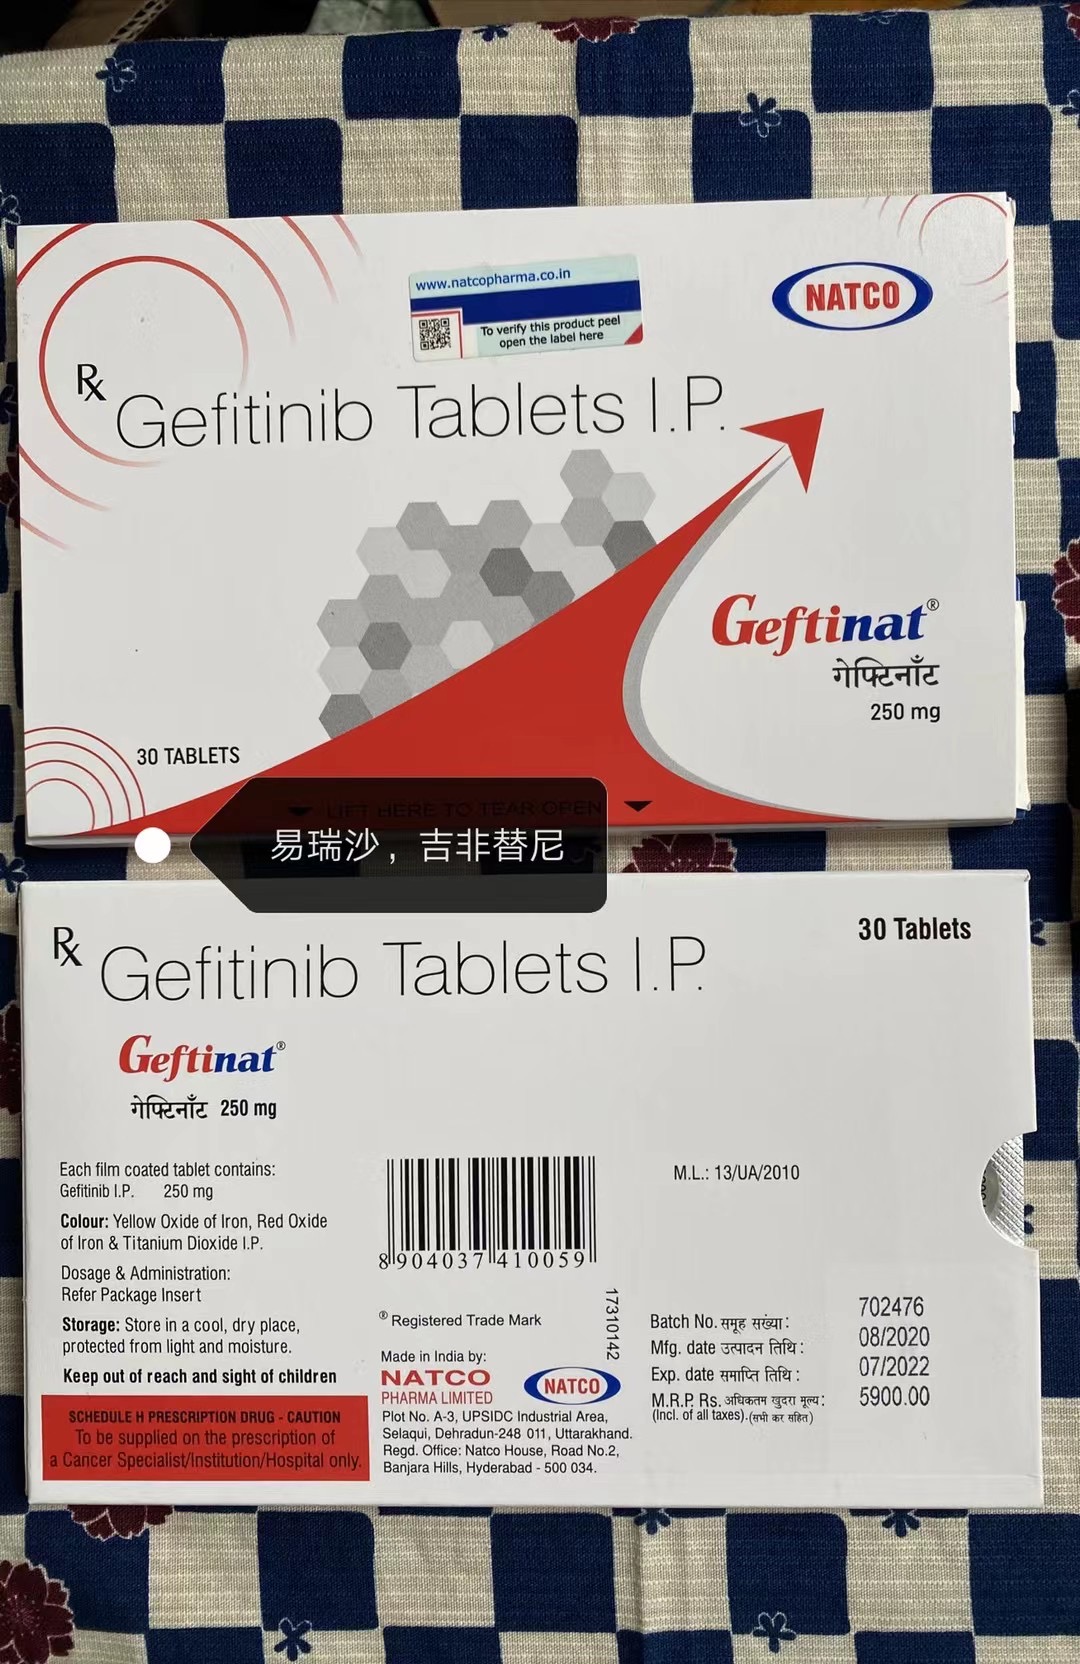 www.natcopharma.co.in
To verify this product peel
open the label here
NATCO
Rx
Gefitinib Tablets I.P.
Geftinat®
गेफ्टिनाँट
250 mg
30 TABLETS
LIFT HERE TO TEAR OPEN
易瑞沙，吉非替尼
Rx
Gefitinib Tablets I.P.
30 Tablets
Geftinat®
गेफ्टिनाँट 250 mg
Each film coated tablet contains:
Gefitinib I.P. 250 mg
Colour: Yellow Oxide of Iron, Red Oxide
of Iron & Titanium Dioxide I.P.
Dosage & Administration:
Refer Package Insert
Storage: Store in a cool, dry place,
protected from light and moisture.
Keep out of reach and sight of children
SCHEDULE H PRESCRIPTION DRUG - CAUTION
To be supplied on the prescription of
a Cancer Specialist/Institution/Hospital only.
8904037410059
® Registered Trade Mark
17310142
Made in India by:
NATCO
PHARMA LIMITED
NATCO
Plot No. A-3, UPSIDC Industrial Area,
Selaqui, Dehradun-248 011, Uttarakhand.
Regd. Office: Natco House, Road No.2,
Banjara Hills, Hyderabad - 500 034.
M.L.: 13/UA/2010
Batch No. समूह संख्या : 702476
Mfg. date उत्पादन तिथि : 08/2020
Exp. date समाप्ति तिथि : 07/2022
M.R.P. Rs. अधिकतम खुदरा मूल्य : 5900.00
(Incl. of all taxes).(सभी कर सहित)